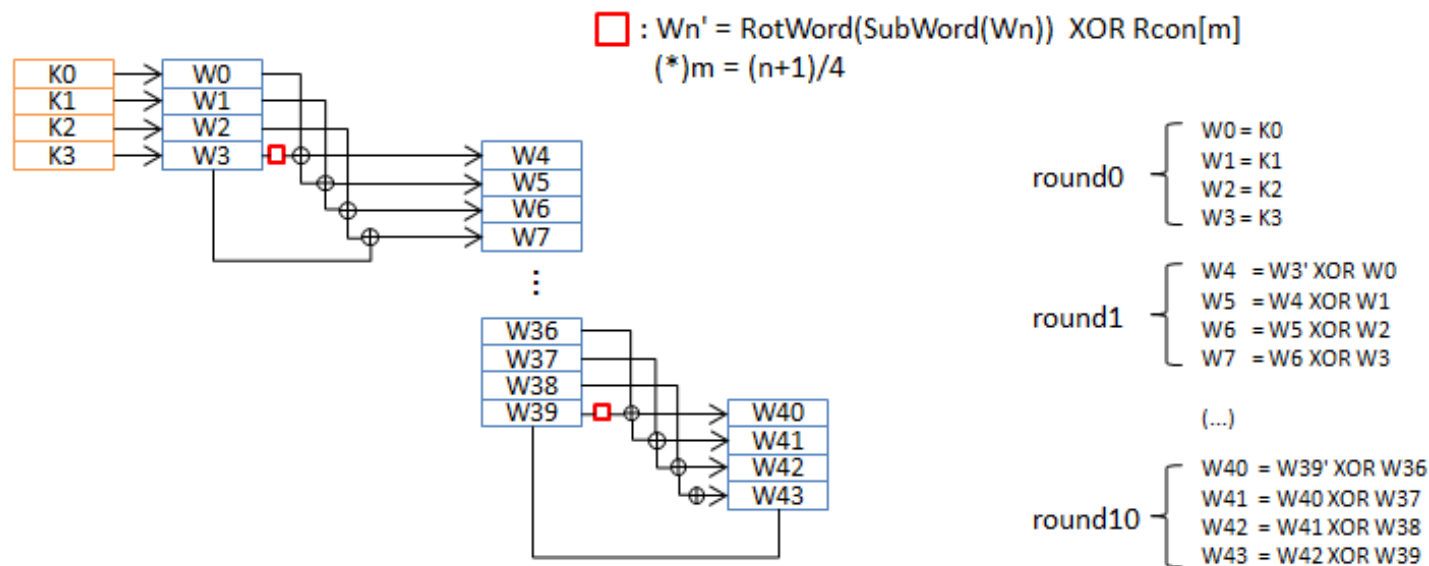 : Wn' = RotWord(SubWord(Wn)) XOR Rcon[m]
(*)m = (n+1)/4
K0
K1
K2
K3
W0
W1
W2
W3
W4
W5
W6
W7
⋮
W36
W37
W38
W39
W40
W41
W42
W43
round0
W0 = K0
W1 = K1
W2 = K2
W3 = K3
round1
W4 = W3' XOR W0
W5 = W4 XOR W1
W6 = W5 XOR W2
W7 = W6 XOR W3
(...)
round10
W40 = W39' XOR W36
W41 = W40 XOR W37
W42 = W41 XOR W38
W43 = W42 XOR W39